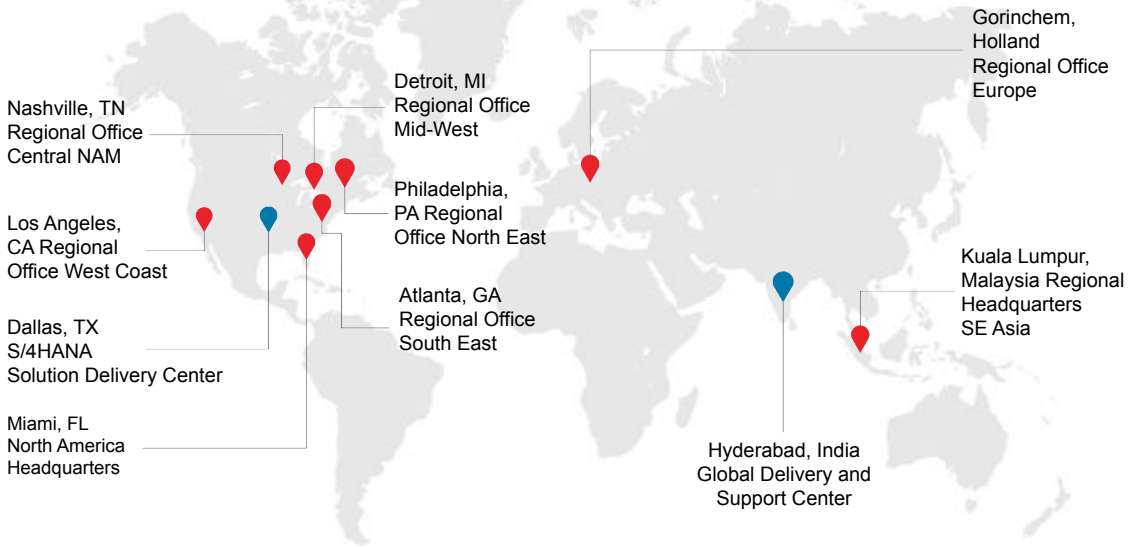 Gorinchem,
Holland
Regional Office
Europe
Detroit, MI
Regional Office
Mid-West
Nashville, TN
Regional Office
Central NAM
Philadelphia,
PA Regional
Office North East
Los Angeles,
CA Regional
Office West Coast
Kuala Lumpur,
Malaysia Regional
Headquarters
SE Asia
Atlanta, GA
Regional Office
South East
Dallas, TX
S/4HANA
Solution Delivery Center
Miami, FL
North America
Headquarters
Hyderabad, India
Global Delivery and
Support Center